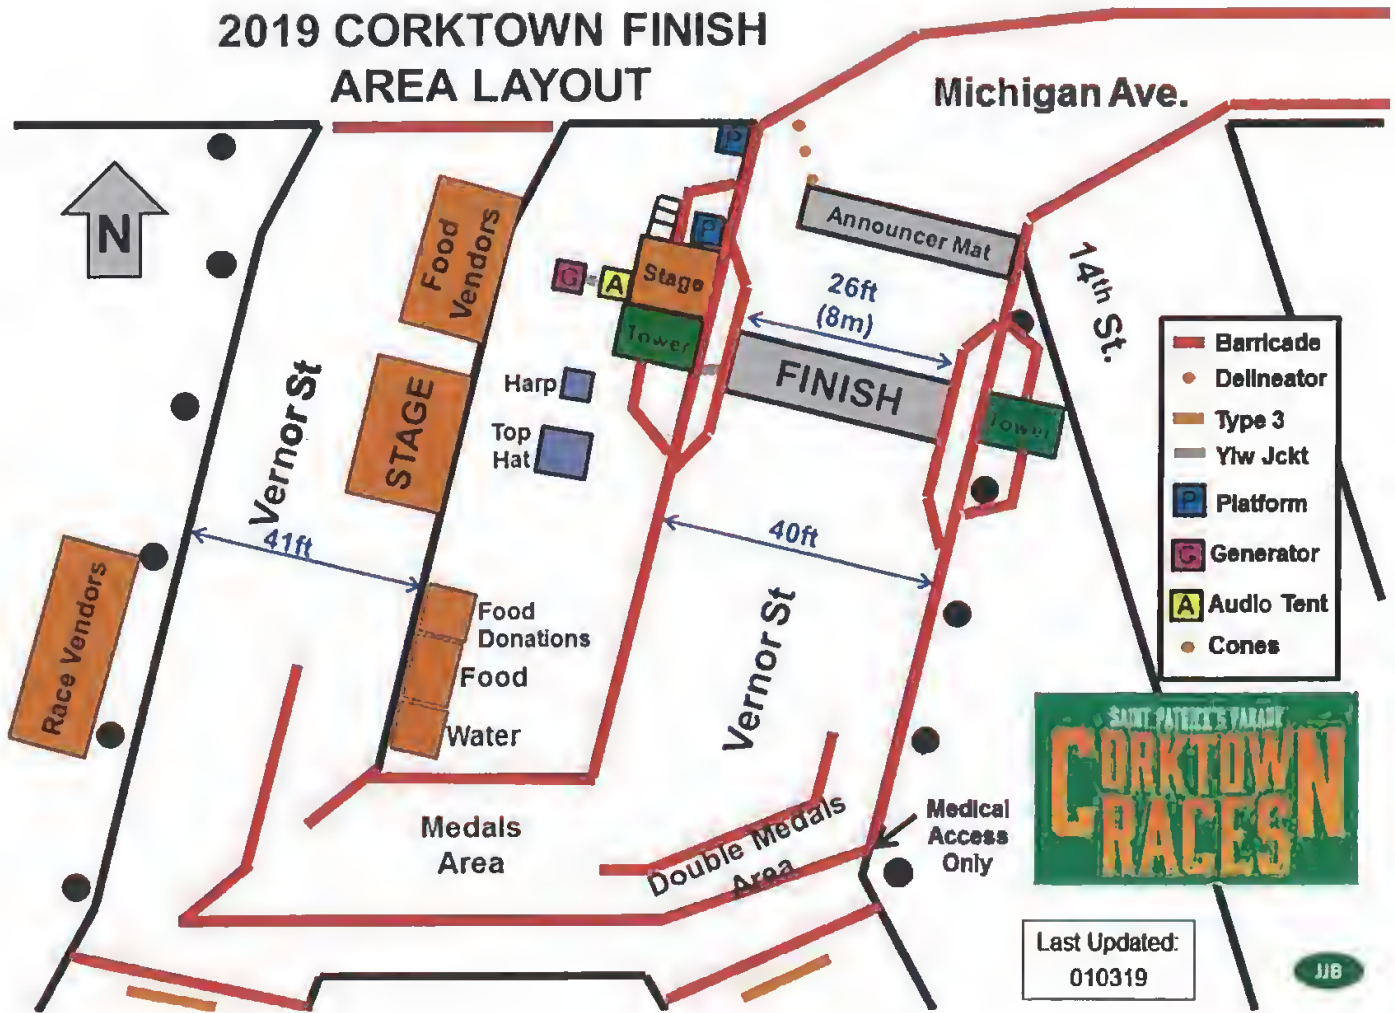 2019 CORKTOWN FINISH
AREA LAYOUT
Michigan Ave.
N
P
Food
Vendors
P
Announcer Mat
14th St.
G
A
Stage
26ft
(8m)
Tower
FINISH
Tower
Harp
Top
Hat
STAGE
Vernor St
41ft
40ft
Race Vendors
Food
Donations
Food
Water
Vernor St
Barricade
Delineator
Type 3
Ylw Jckt
P Platform
G Generator
A Audio Tent
Cones
SAINT PATRICK'S PARADE
CORKTOWN
RACES
Medals
Area
Double Medals
Area
Medical
Access
Only
Last Updated:
010319
JJB